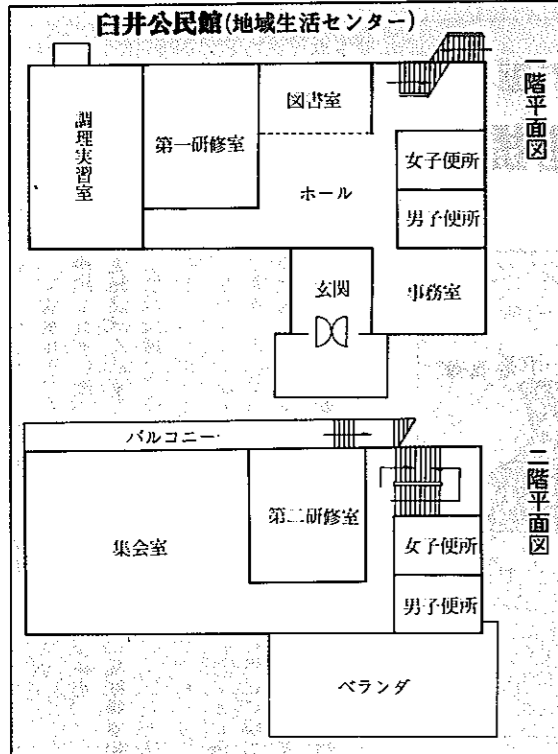 臼井公民館(地域生活センター)
一階平面図
調理実習室
第一研修室
図書室
ホール
女子便所
男子便所
玄関
事務室
二階平面図
バルコニー
集会室
第二研修室
女子便所
男子便所
ベランダ